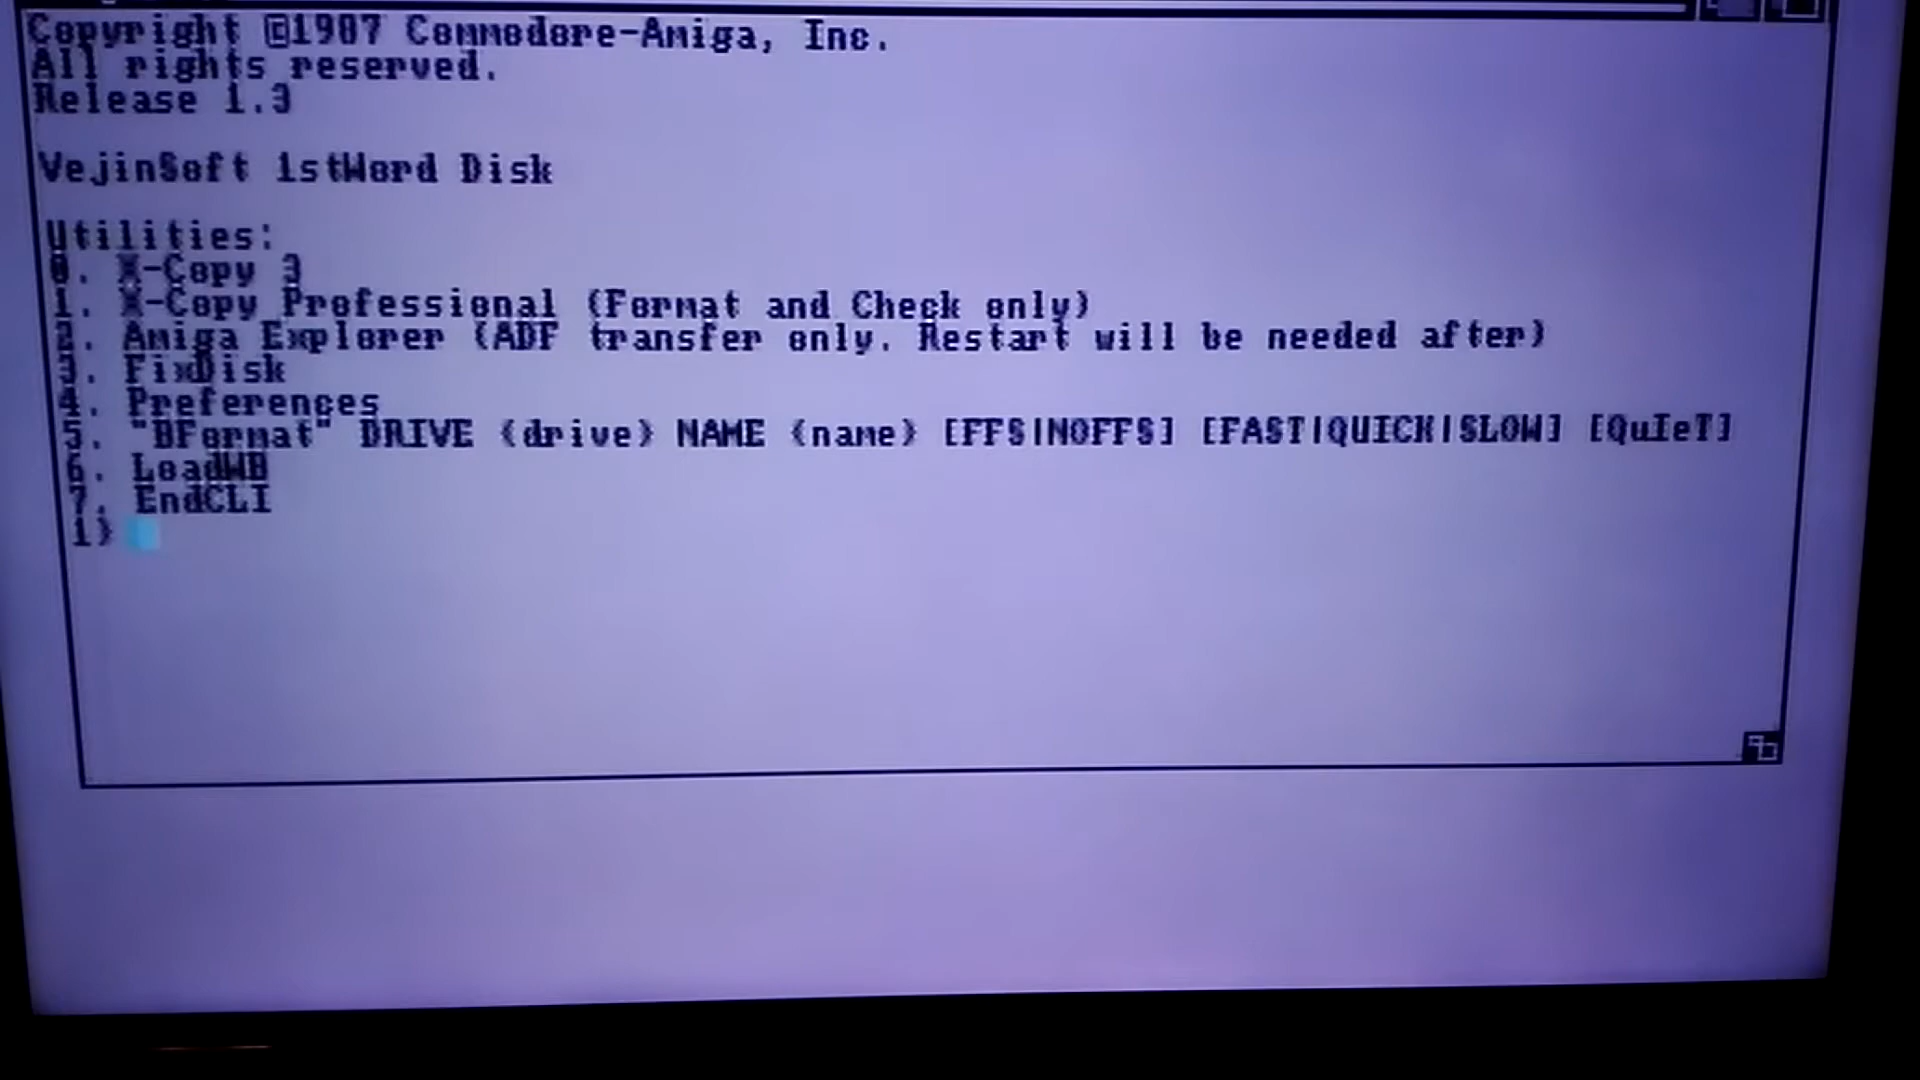 Copyright ©1987 Commodore-Amiga, Inc.
All rights reserved.
Release 1.3
VejinSoft 1stWord Disk
Utilities:
0. X-Copy 3
1. X-Copy Professional (Format and Check only)
2. Amiga Explorer (ADF transfer only. Restart will be needed after)
3. FixDisk
4. Preferences
5. "BFormat" DRIVE {drive} NAME {name} [FFS|NOFFS] [FAST|QUICK|SLOW] [QuIeT]
6. LoadWB
7. EndCLI
1>